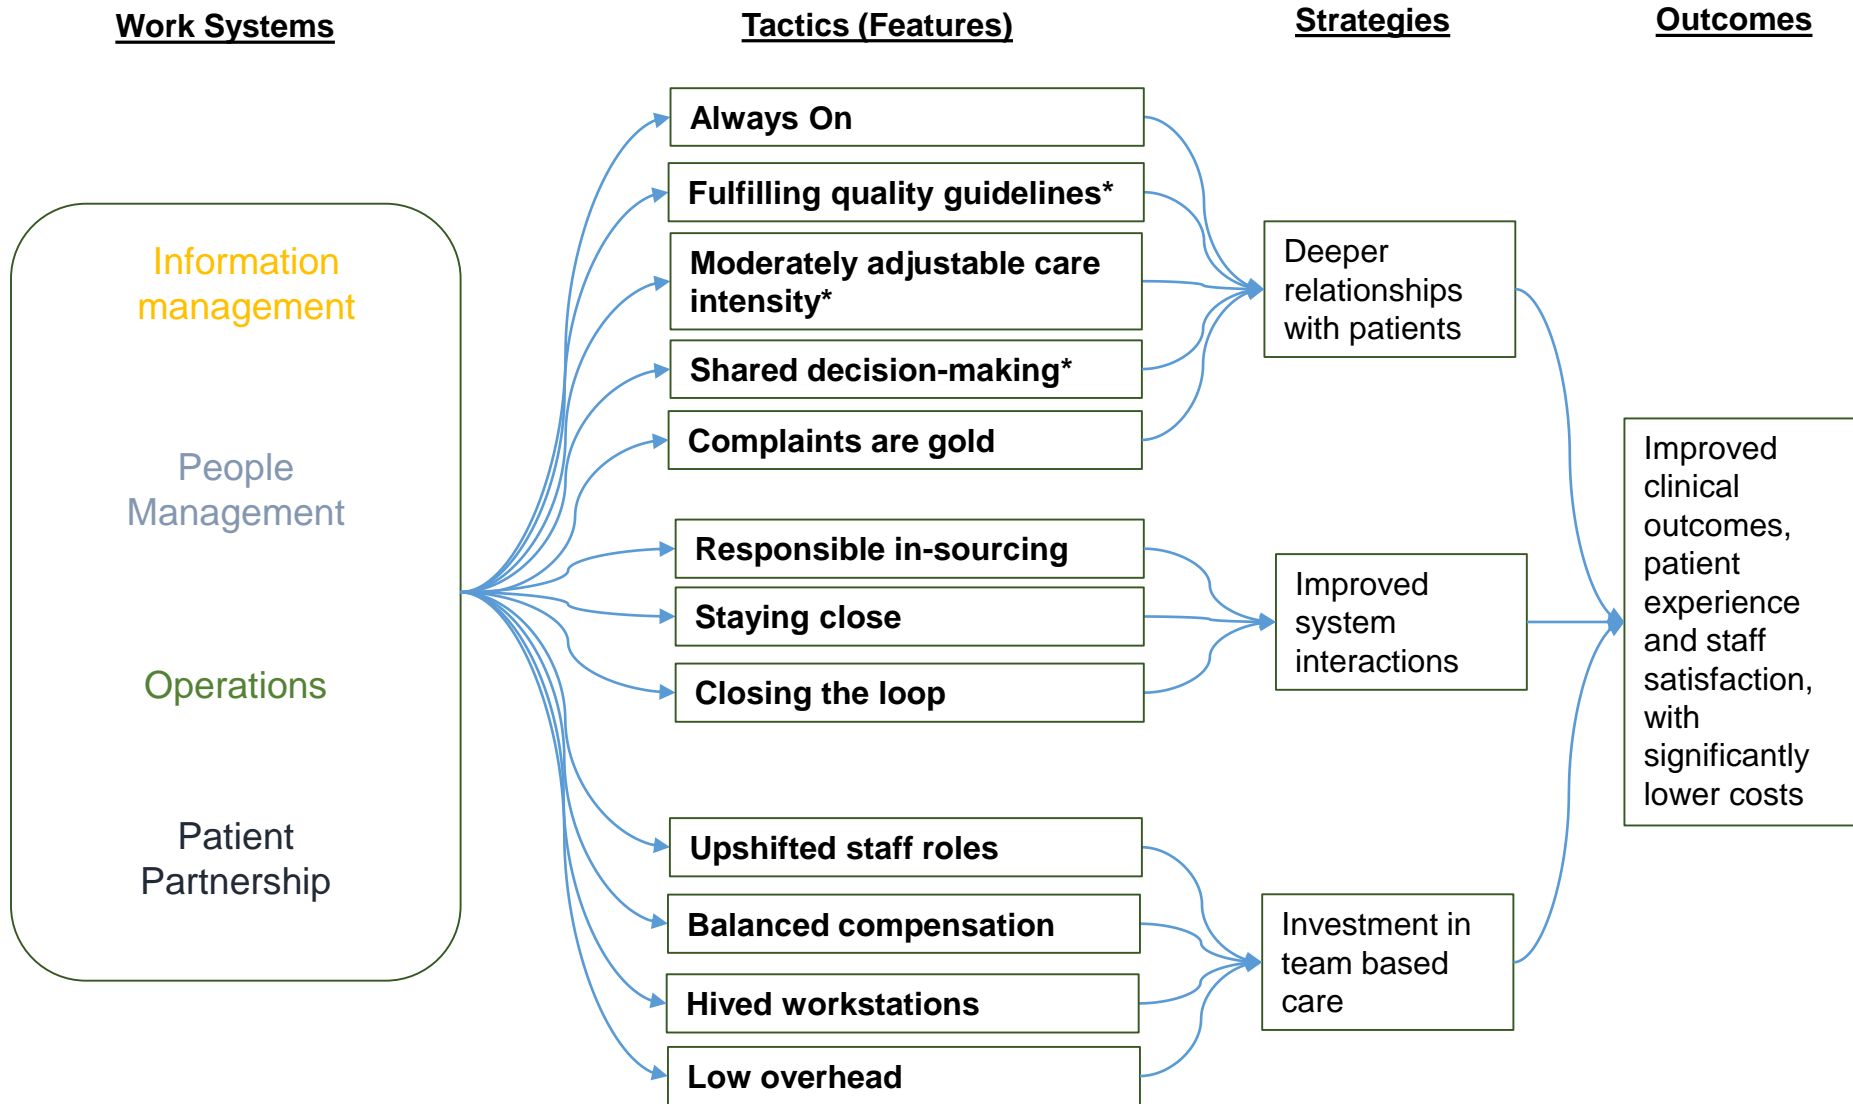 Work Systems
Tactics (Features)
Strategies
Outcomes
Information
management
People
Management
Operations
Patient
Partnership
Always On
Fulfilling quality guidelines*
Moderately adjustable care
intensity*
Shared decision-making*
Complaints are gold
Responsible in-sourcing
Staying close
Closing the loop
Upshifted staff roles
Balanced compensation
Hived workstations
Low overhead
Deeper
relationships
with patients
Improved
system
interactions
Investment in
team based
care
Improved
clinical
outcomes,
patient
experience
and staff
satisfaction,
with
significantly
lower costs